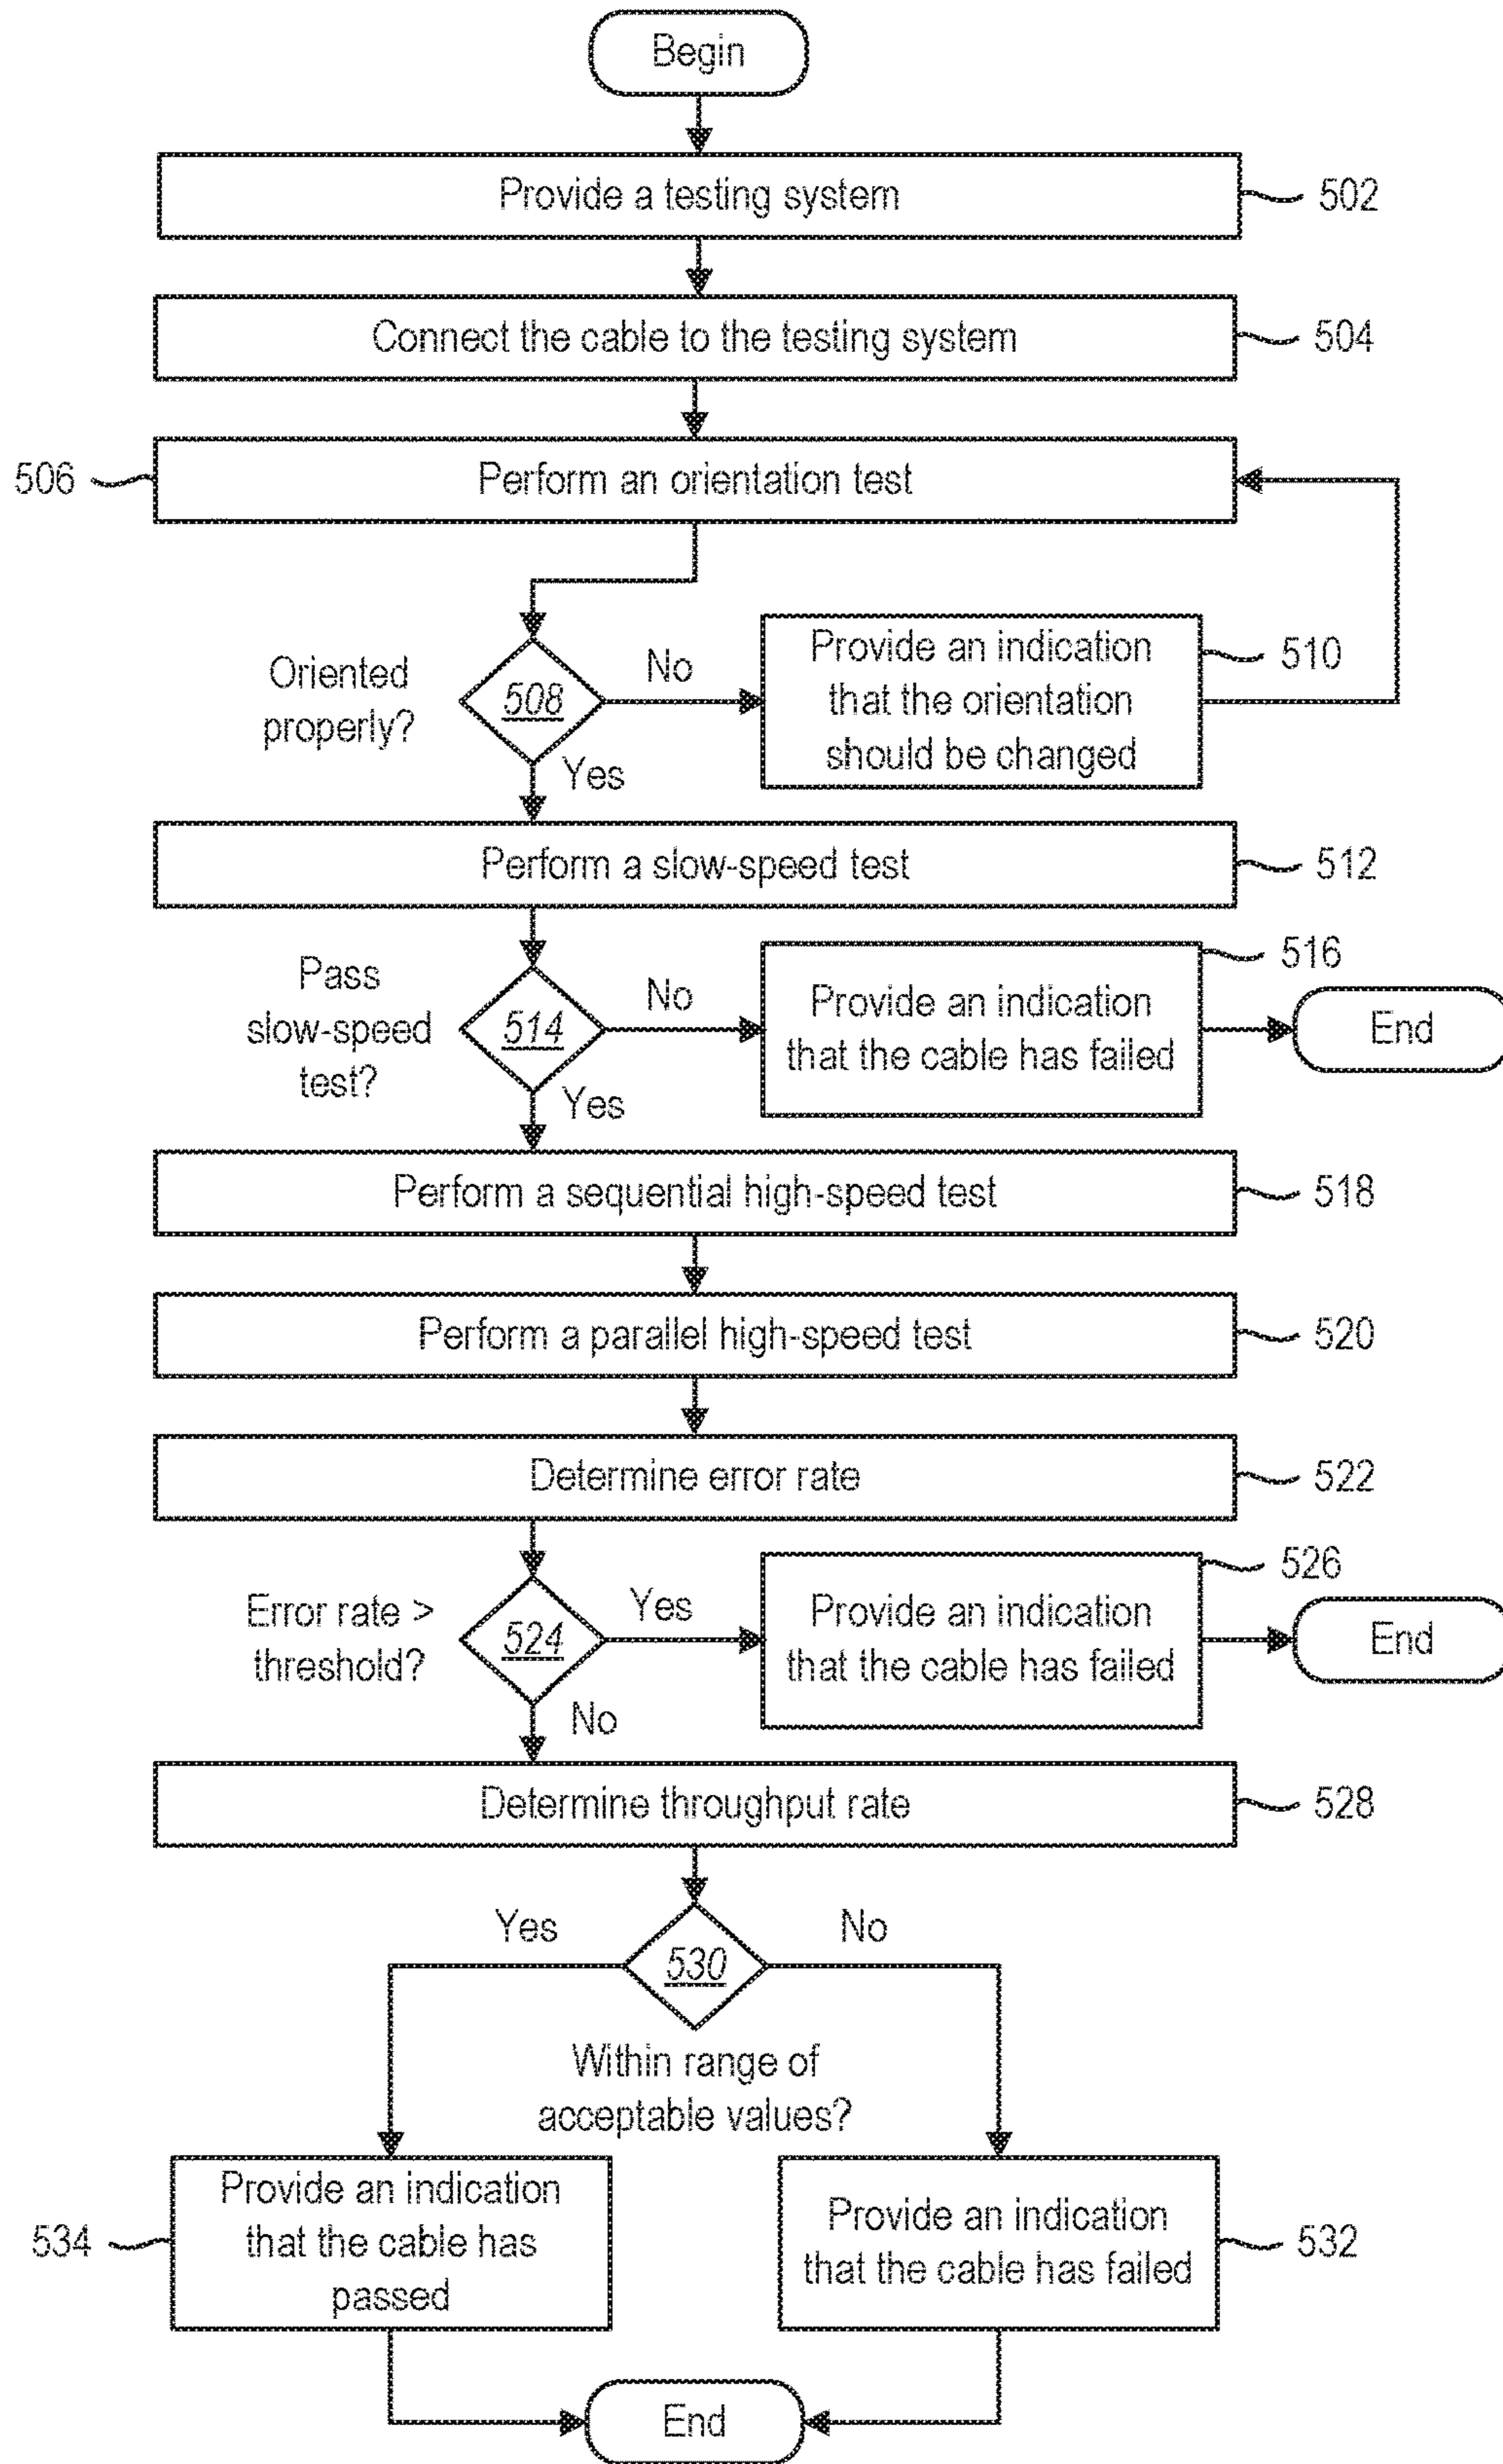 Begin
Provide a testing system
502
Connect the cable to the testing system
504
506
Perform an orientation test
Oriented
properly?
508
No
Yes
Provide an indication
that the orientation
should be changed
510
Perform a slow-speed test
512
Pass
slow-speed
test?
514
No
Yes
Provide an indication
that the cable has failed
516
End
Perform a sequential high-speed test
518
Perform a parallel high-speed test
520
Determine error rate
522
Error rate >
threshold?
524
Yes
No
Provide an indication
that the cable has failed
526
End
Determine throughput rate
528
Yes
530
No
Within range of
acceptable values?
534
Provide an indication
that the cable has
passed
Provide an indication
that the cable has failed
532
End